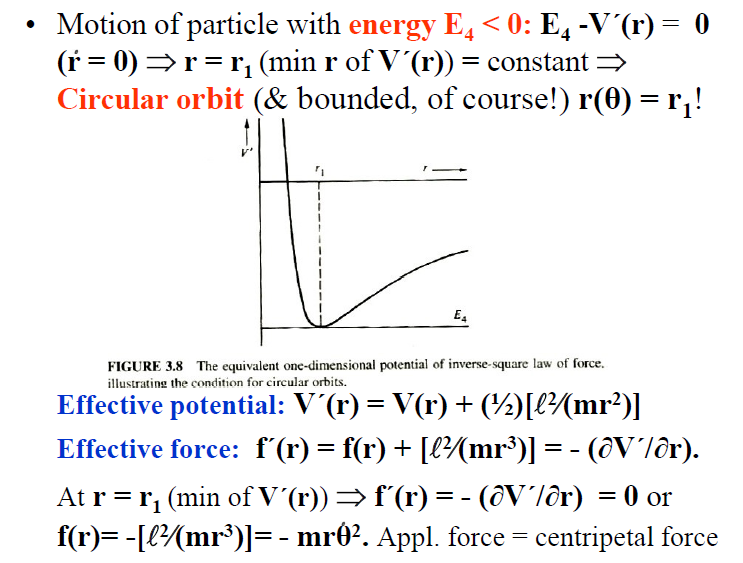 • Motion of particle with energy E₄ < 0: E₄ -V´(r) = 0
(ṙ = 0) ⇒ r = r₁ (min r of V´(r)) = constant ⇒
Circular orbit (& bounded, of course!) r(θ) = r₁!
V'
r₁
r
E₄
FIGURE 3.8 The equivalent one-dimensional potential of inverse-square law of force,
illustrating the condition for circular orbits.
Effective potential: V´(r) = V(r) + (½)[ℓ²/(mr²)]
Effective force: f´(r) = f(r) + [ℓ²/(mr³)] = - (∂V´/∂r).
At r = r₁ (min of V´(r)) ⇒ f´(r) = - (∂V´/∂r) = 0 or
f(r)= -[ℓ²/(mr³)]= - mrθ̇². Appl. force = centripetal force